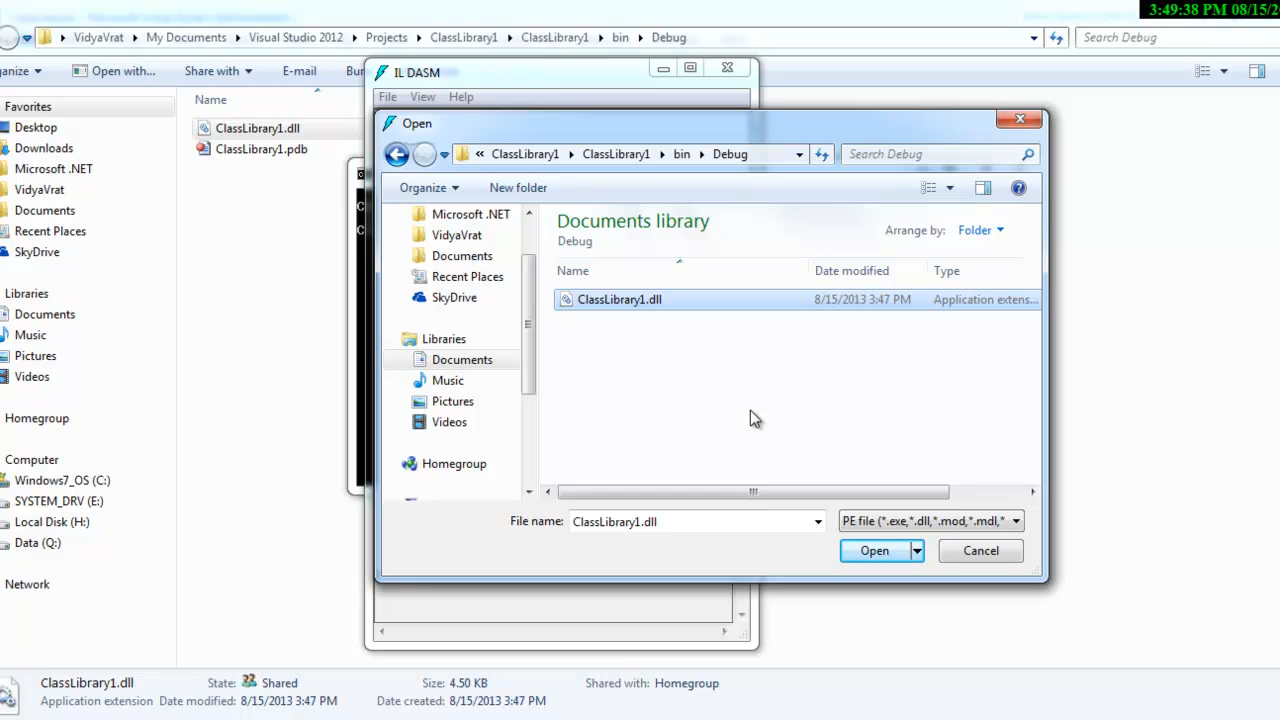 3:49:38 PM 08/15/2
VidyaVrat My Documents Visual Studio 2012 Projects ClassLibrary1 ClassLibrary1 bin Debug Search Debug
anize Open with... Share with E-mail Bur
Favorites
Desktop
Downloads
Microsoft .NET
VidyaVrat
Documents
Recent Places
SkyDrive
Libraries
Documents
Music
Pictures
Videos
Homegroup
Computer
Windows7_OS (C:)
SYSTEM_DRV (E:)
Local Disk (H:)
Data (Q:)
Network
Name
ClassLibrary1.dll
ClassLibrary1.pdb
IL DASM
File View Help
Open
« ClassLibrary1 ClassLibrary1 bin Debug Search Debug
Organize New folder
Microsoft .NET
VidyaVrat
Documents
Recent Places
SkyDrive
Libraries
Documents
Music
Pictures
Videos
Homegroup
Documents library
Debug
Arrange by: Folder
Name Date modified Type
ClassLibrary1.dll 8/15/2013 3:47 PM Application extens...
File name: ClassLibrary1.dll PE file (*.exe,*.dll,*.mod,*.mdl,*
Open Cancel
ClassLibrary1.dll State: Shared Size: 4.50 KB Shared with: Homegroup
Application extension Date modified: 8/15/2013 3:47 PM Date created: 8/15/2013 3:47 PM